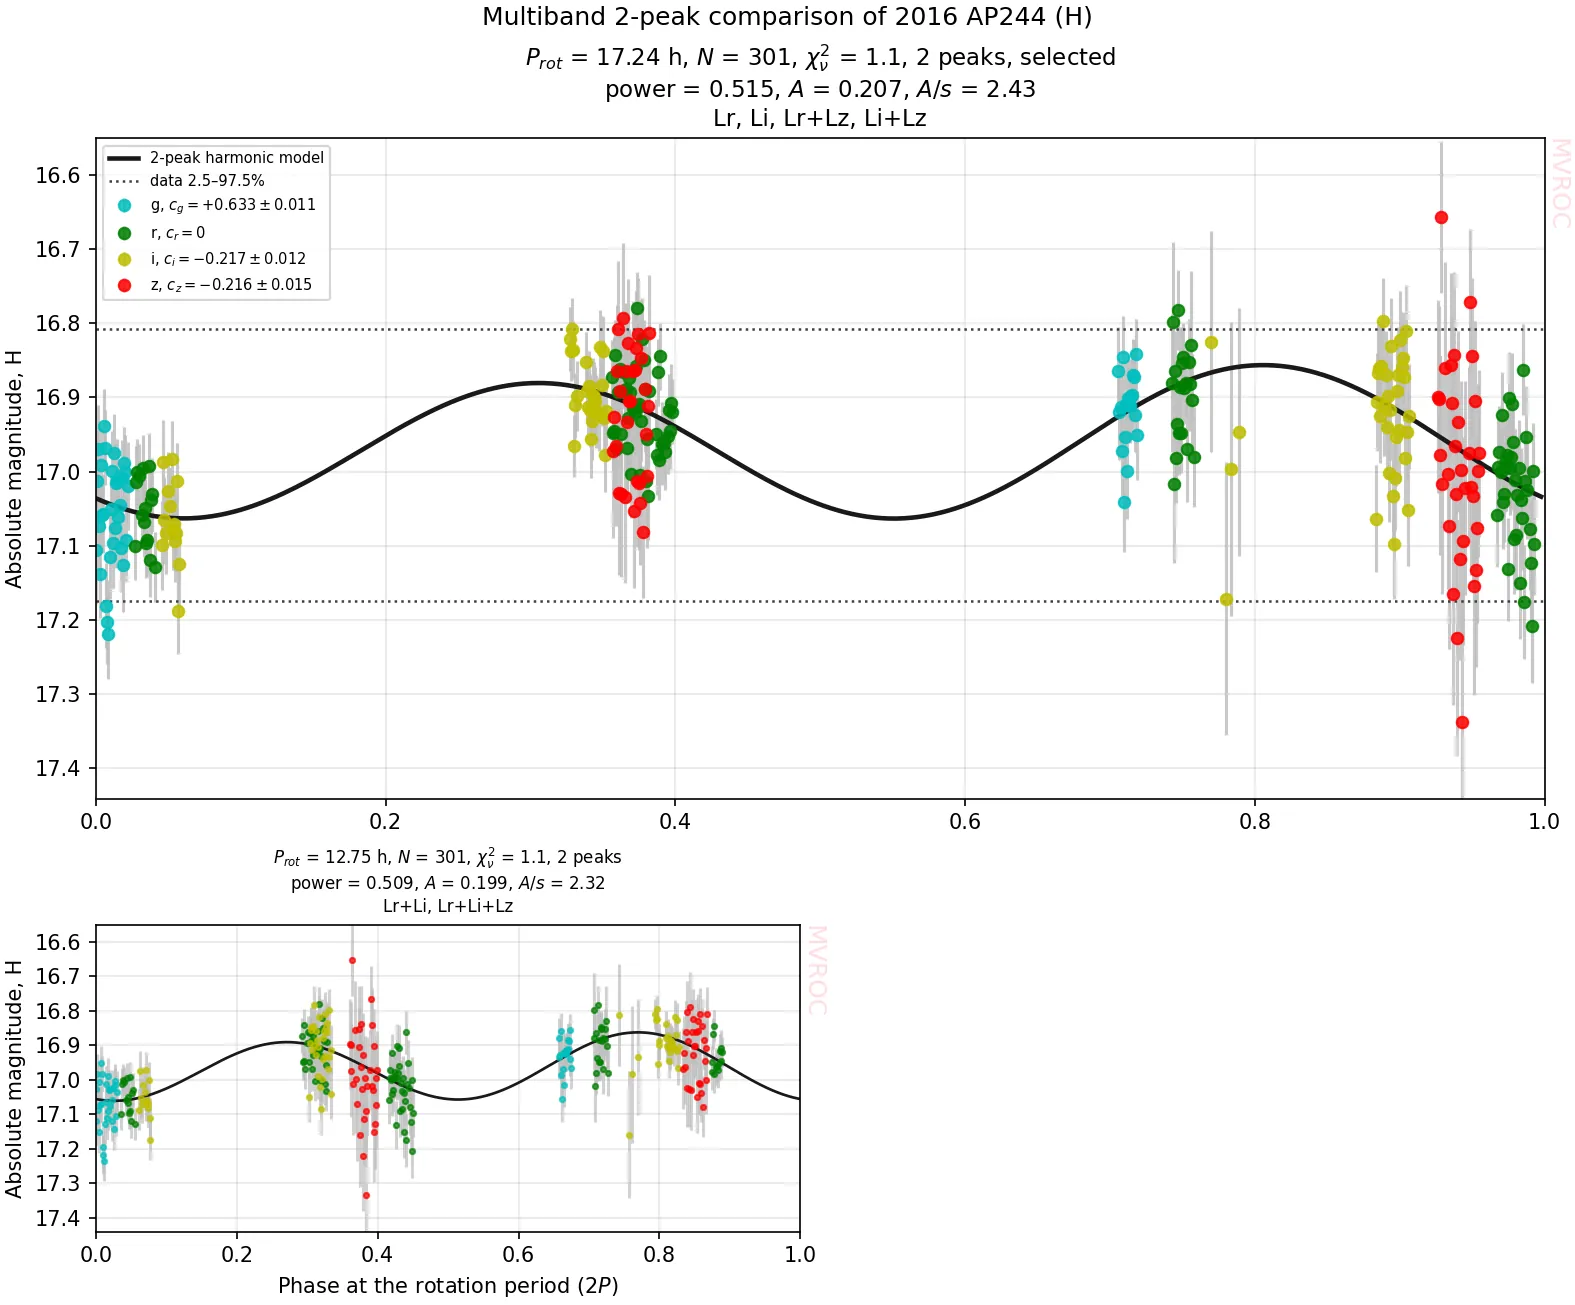 Multiband 2-peak comparison of 2016 AP244 (H)
P_rot = 17.24 h, N = 301, χ²_ν = 1.1, 2 peaks, selected
power = 0.515, A = 0.207, A/s = 2.43
Lr, Li, Lr+Lz, Li+Lz
2-peak harmonic model
data 2.5–97.5%
g, c_g = +0.633 ± 0.011
r, c_r = 0
i, c_i = −0.217 ± 0.012
z, c_z = −0.216 ± 0.015
MVROC
Absolute magnitude, H
16.6
16.7
16.8
16.9
17.0
17.1
17.2
17.3
17.4
0.0 0.2 0.4 0.6 0.8 1.0
P_rot = 12.75 h, N = 301, χ²_ν = 1.1, 2 peaks
power = 0.509, A = 0.199, A/s = 2.32
Lr+Li, Lr+Li+Lz
MVROC
Absolute magnitude, H
16.6
16.7
16.8
16.9
17.0
17.1
17.2
17.3
17.4
0.0 0.2 0.4 0.6 0.8 1.0
Phase at the rotation period (2P)